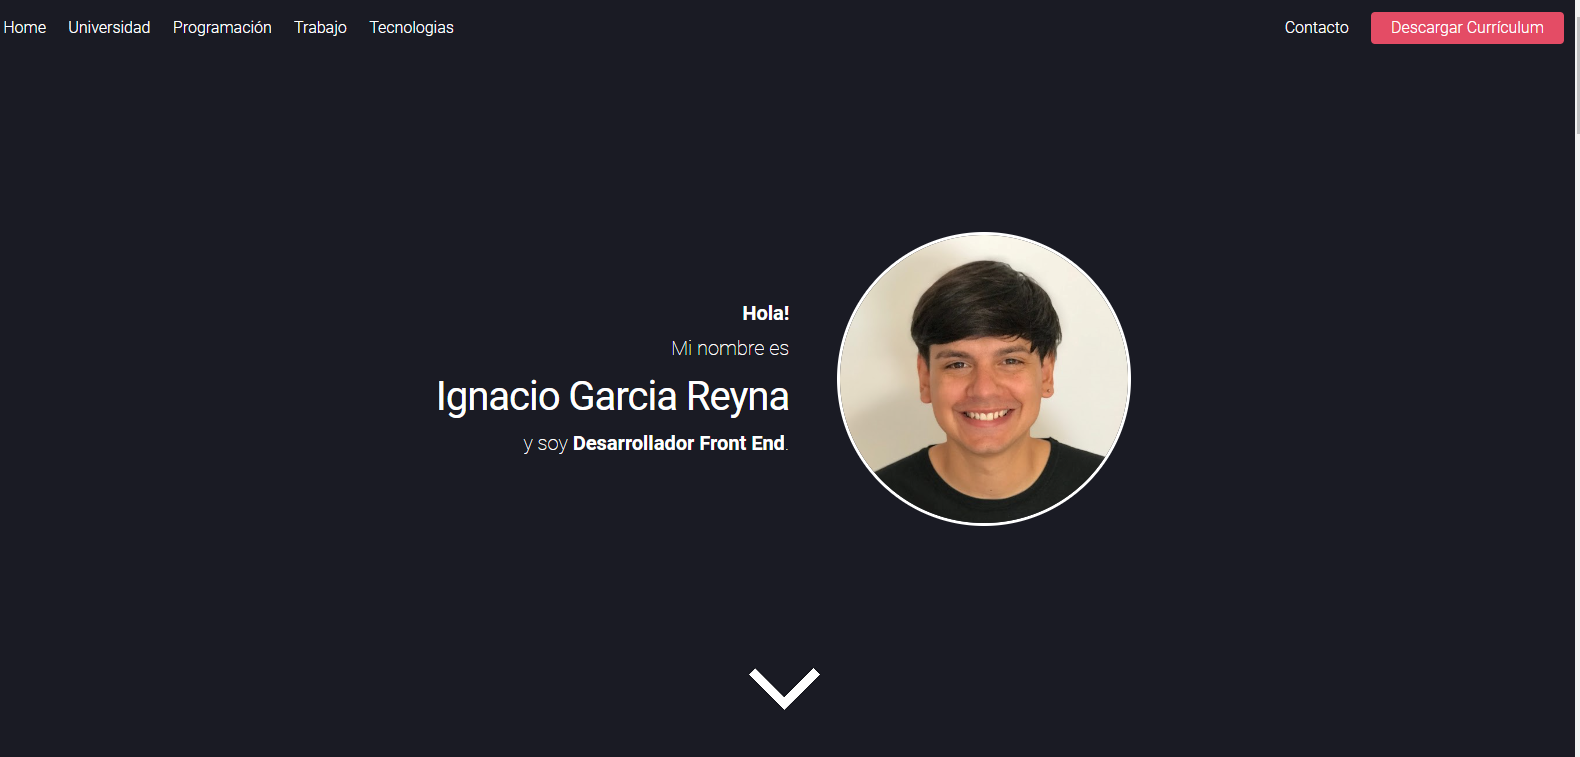 Home Universidad Programación Trabajo Tecnologias Contacto Descargar Currículum
Hola!
Mi nombre es
Ignacio Garcia Reyna
y soy Desarrollador Front End.